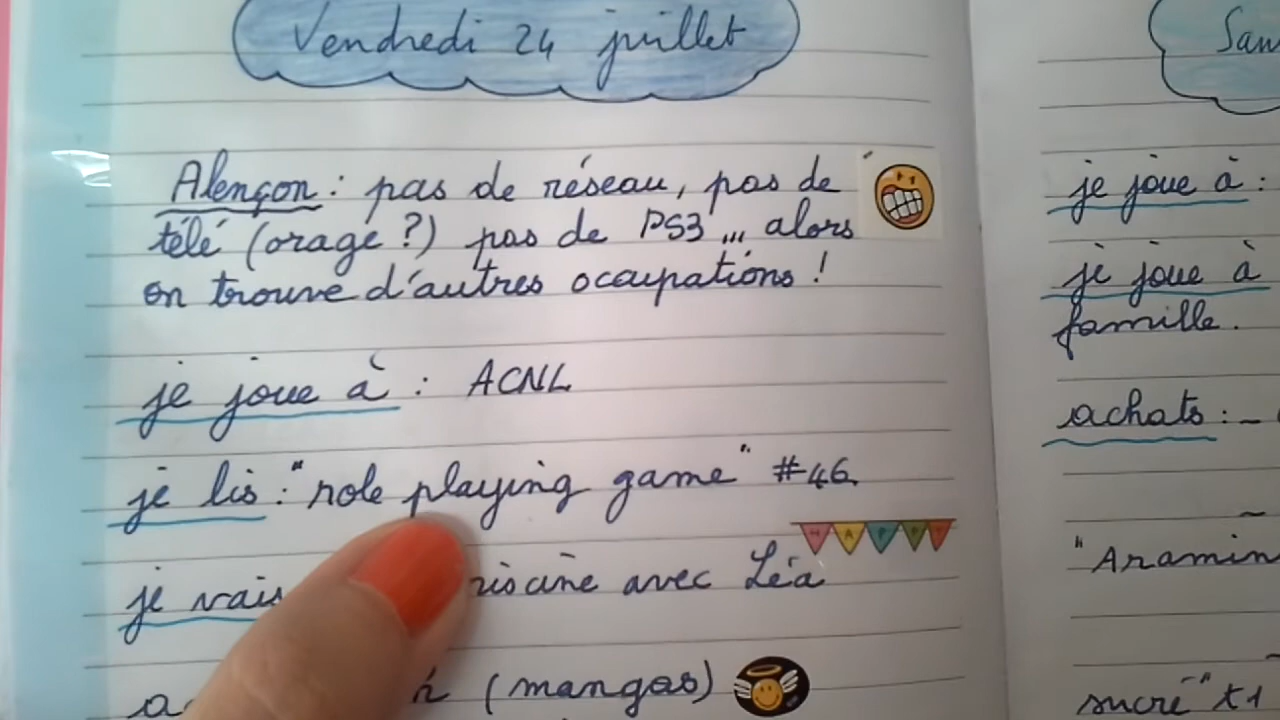 Vendredi 24 juillet
Alençon : pas de réseau, pas de
télé (orage ?) pas de PS3 ... alors
on trouve d'autres occupations !
je joue à : ACNL
je lis : "role playing game" #46.
HAPPY
je vais piscine avec Léa
(mangas)
je joue à :
je joue à
famille.
achats : -
"Aramin
sucré" t1